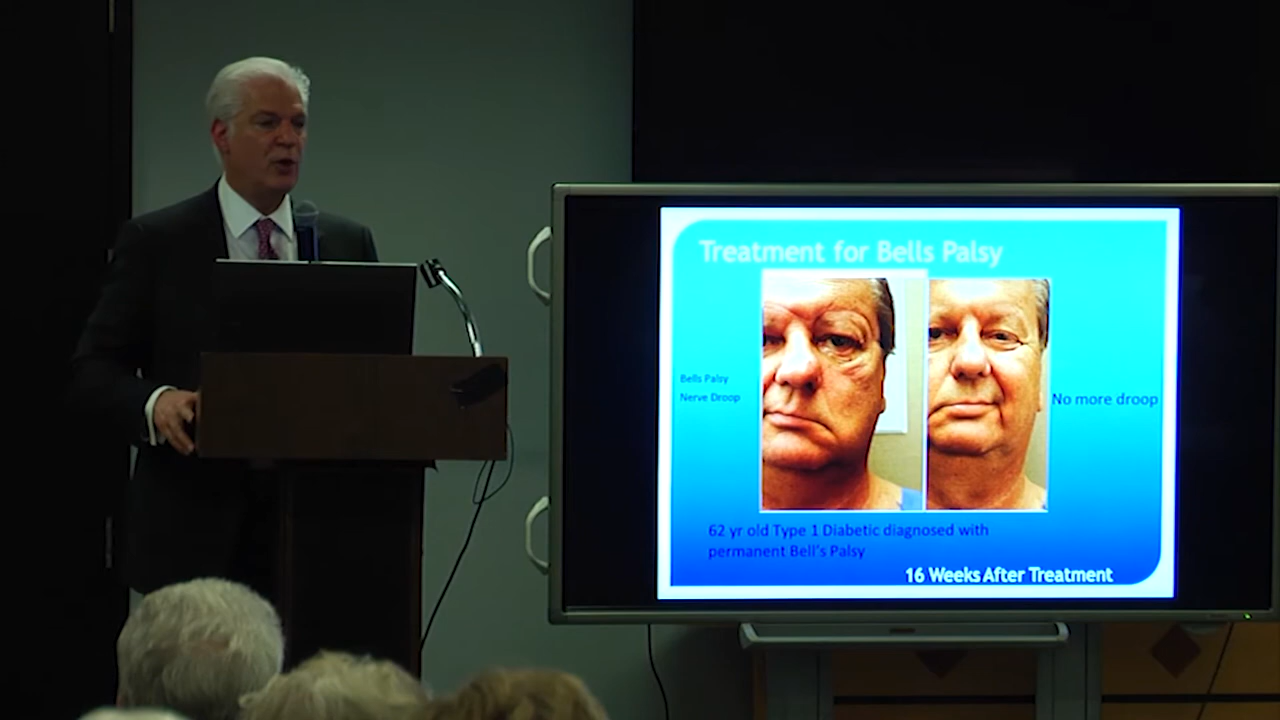 Treatment for Bells Palsy
Bells Palsy
Nerve Droop
No more droop
62 yr old Type 1 Diabetic diagnosed with
permanent Bell's Palsy
16 Weeks After Treatment